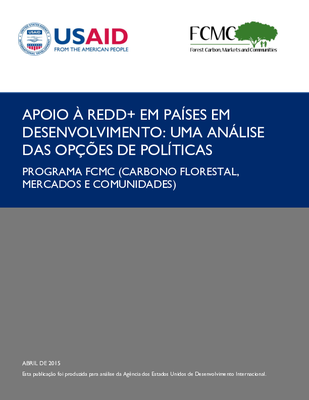 USAID
FROM THE AMERICAN PEOPLE
FCMC
Forest Carbon, Markets and Communities
APOIO À REDD+ EM PAÍSES EM
DESENVOLVIMENTO: UMA ANÁLISE
DAS OPÇÕES DE POLÍTICAS
PROGRAMA FCMC (CARBONO FLORESTAL,
MERCADOS E COMUNIDADES)
ABRIL DE 2015
Esta publicação foi produzida para análise da Agência dos Estados Unidos de Desenvolvimento Internacional.